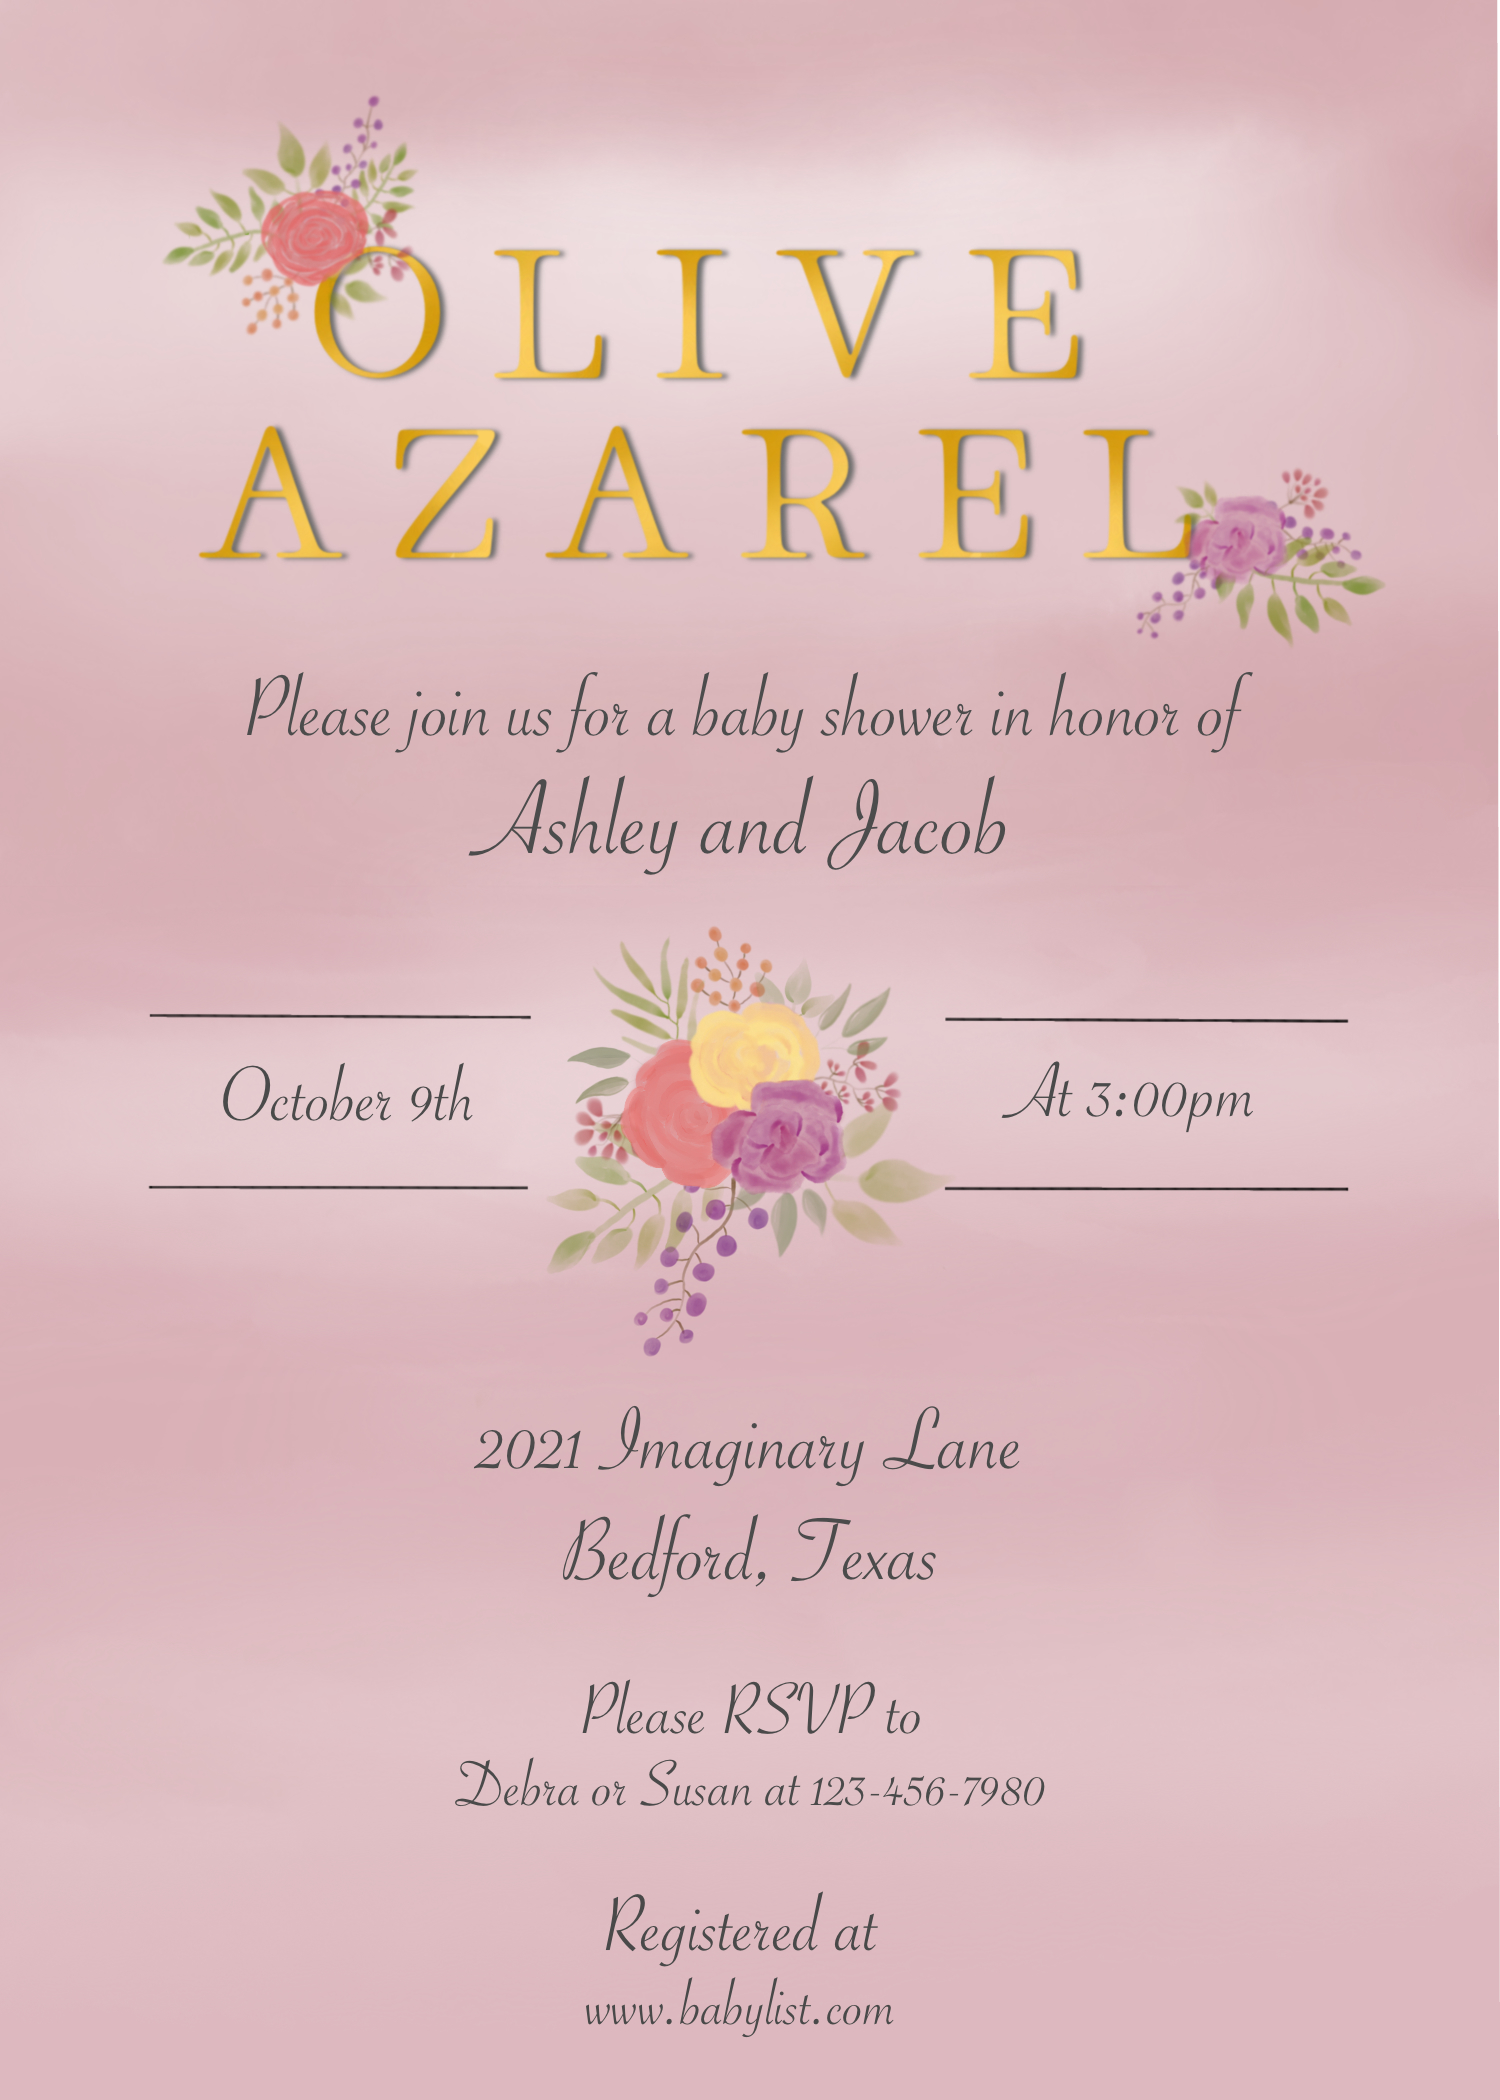 OLIVE
AZAREL
Please join us for a baby shower in honor of
Ashley and Jacob
October 9th
At 3:00pm
2021 Imaginary Lane
Bedford, Texas
Please RSVP to
Debra or Susan at 123-456-7980
Registered at
www.babylist.com